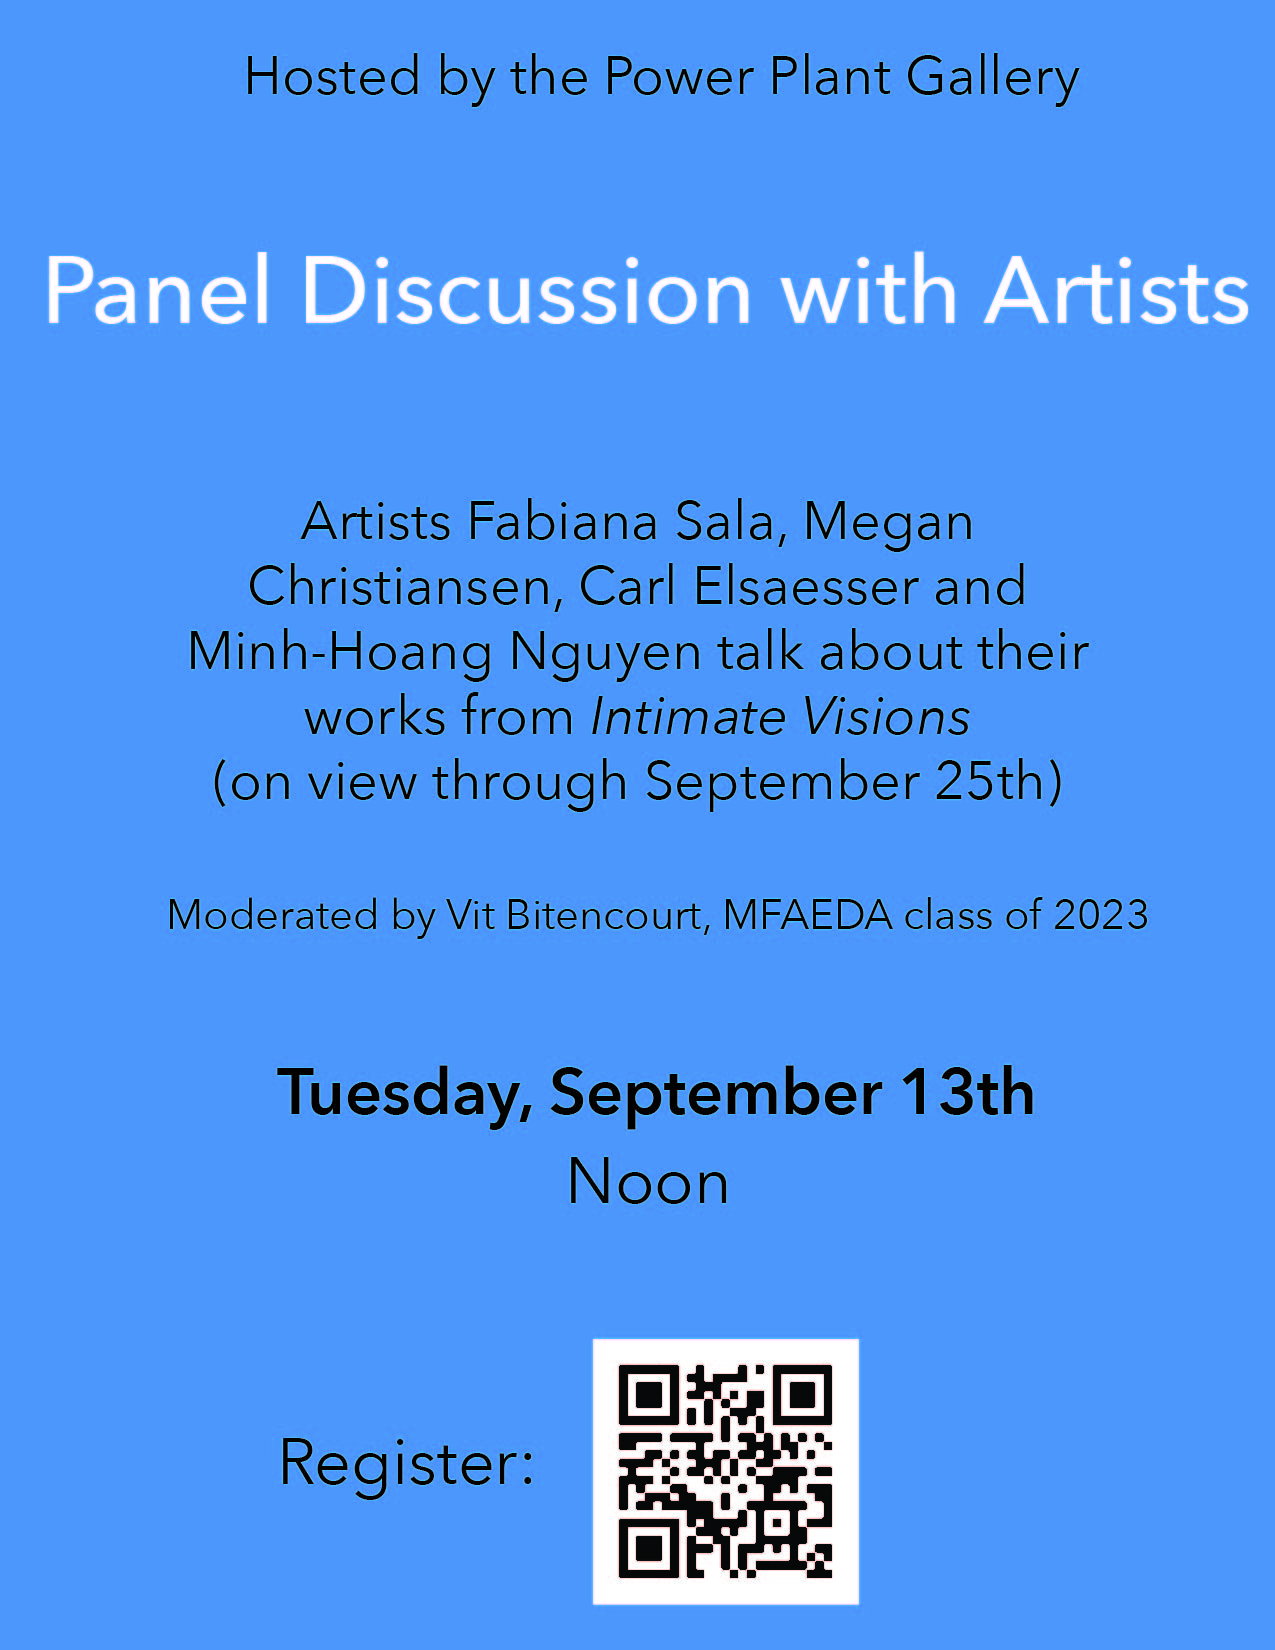 Hosted by the Power Plant Gallery
Panel Discussion with Artists
Artists Fabiana Sala, Megan
Christiansen, Carl Elsaesser and
Minh-Hoang Nguyen talk about their
works from Intimate Visions
(on view through September 25th)
Moderated by Vit Bitencourt, MFAEDA class of 2023
Tuesday, September 13th
Noon
Register: